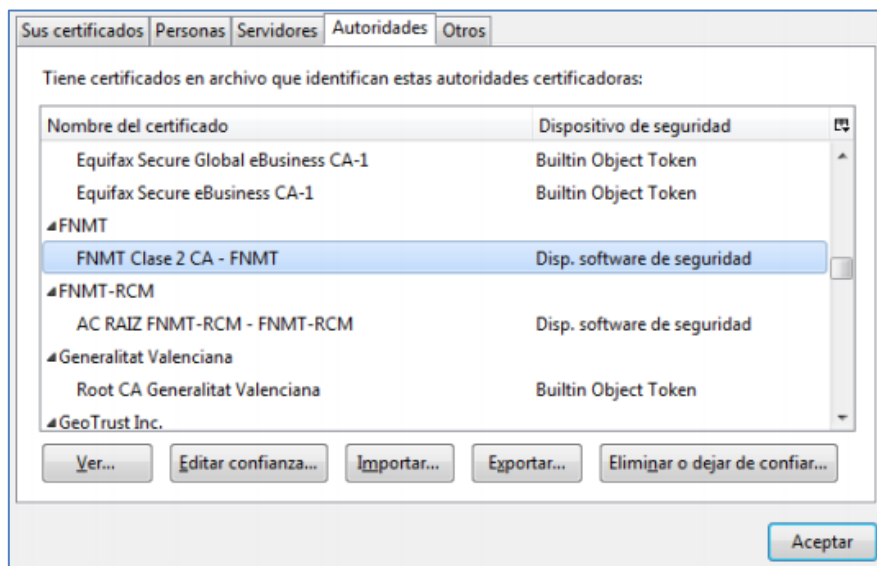 Sus certificados Personas Servidores Autoridades Otros
Tiene certificados en archivo que identifican estas autoridades certificadoras:
Nombre del certificado Dispositivo de seguridad
Equifax Secure Global eBusiness CA-1 Builtin Object Token
Equifax Secure eBusiness CA-1 Builtin Object Token
FNMT
FNMT Clase 2 CA - FNMT Disp. software de seguridad
FNMT-RCM
AC RAIZ FNMT-RCM - FNMT-RCM Disp. software de seguridad
Generalitat Valenciana
Root CA Generalitat Valenciana Builtin Object Token
GeoTrust Inc.
Ver... Editar confianza... Importar... Exportar... Eliminar o dejar de confiar...
Aceptar